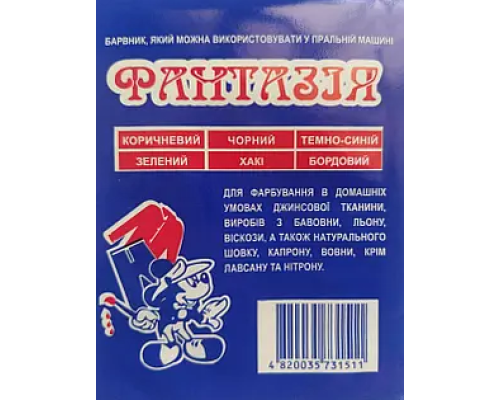 БАРВНИК, ЯКИЙ МОЖНА ВИКОРИСТОВУВАТИ У ПРАЛЬНІЙ МАШИНІ
ФАНТАЗІЯ
КОРИЧНЕВИЙ ЧОРНИЙ ТЕМНО-СИНІЙ
ЗЕЛЕНИЙ ХАКІ БОРДОВИЙ
ДЛЯ ФАРБУВАННЯ В ДОМАШНІХ
УМОВАХ ДЖИНСОВОЇ ТКАНИНИ,
ВИРОБІВ З БАВОВНИ, ЛЬОНУ,
ВІСКОЗИ, А ТАКОЖ НАТУРАЛЬНОГО
ШОВКУ, КАПРОНУ, ВОВНИ, КРІМ
ЛАВСАНУ ТА НІТРОНУ.
4 820035 731511